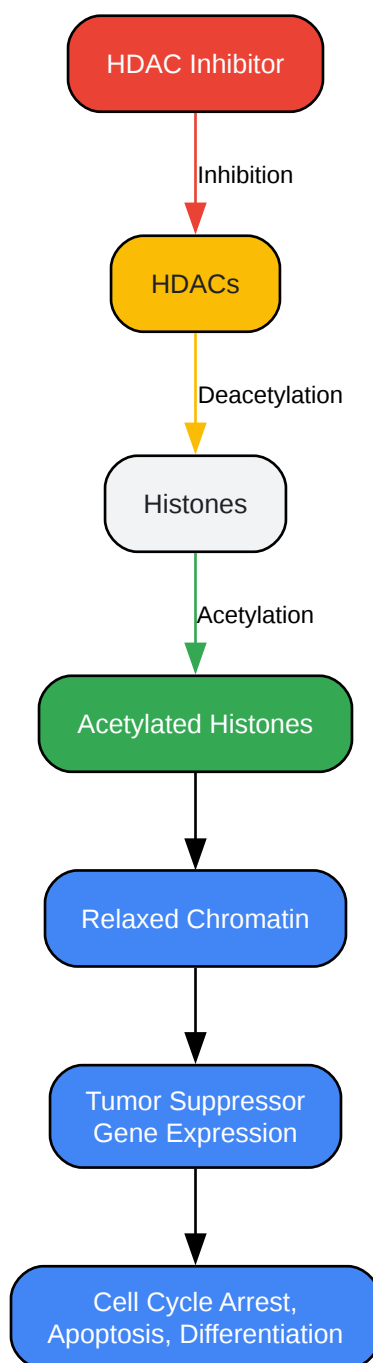 HDAC Inhibitor
Inhibition
HDACs
Deacetylation
Histones
Acetylation
Acetylated Histones
Relaxed Chromatin
Tumor Suppressor
Gene Expression
Cell Cycle Arrest,
Apoptosis, Differentiation